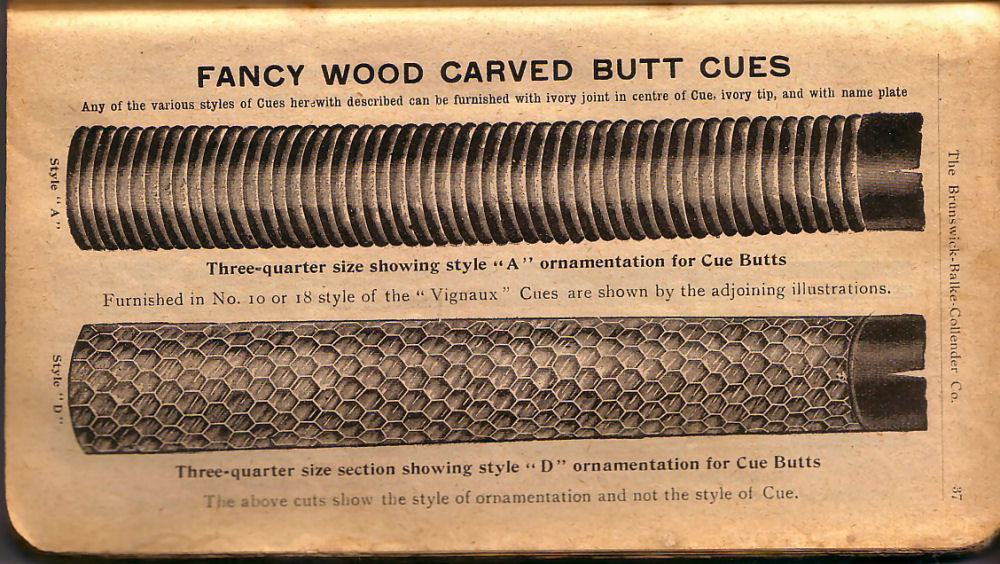 FANCY WOOD CARVED BUTT CUES
Any of the various styles of Cues herewith described can be furnished with ivory joint in centre of Cue, ivory tip, and with name plate
Style "A"
Three-quarter size showing style "A" ornamentation for Cue Butts
Furnished in No. 10 or 18 style of the "Vignaux" Cues are shown by the adjoining illustrations.
Style "D"
Three-quarter size section showing style "D" ornamentation for Cue Butts
The above cuts show the style of ornamentation and not the style of Cue.
The Brunswick-Balke-Collender Co.
37